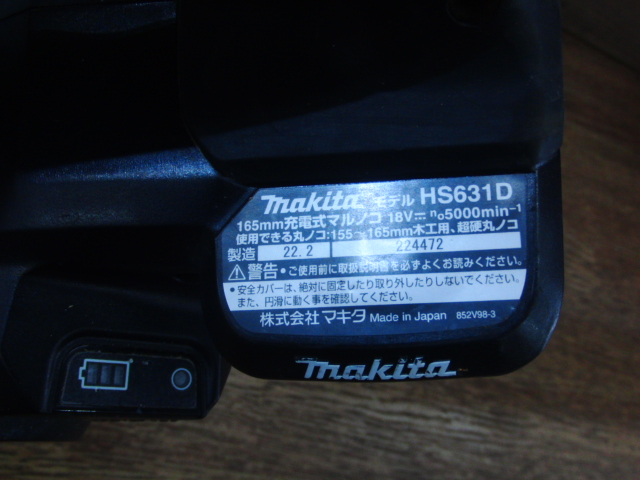 makita モデル HS631D
165mm充電式マルノコ 18V⎓ n₀5000min⁻¹
使用できる丸ノコ:155～165mm木工用、超硬丸ノコ
製造 22.2 224472
⚠警告・ご使用前に取扱説明書を必ずよくお読みください。
・安全カバーは、絶対に固定したり取り外したりしないでください。
また、円滑に動く事を確認してください。
株式会社マキタ Made in Japan 852V98-3
makita